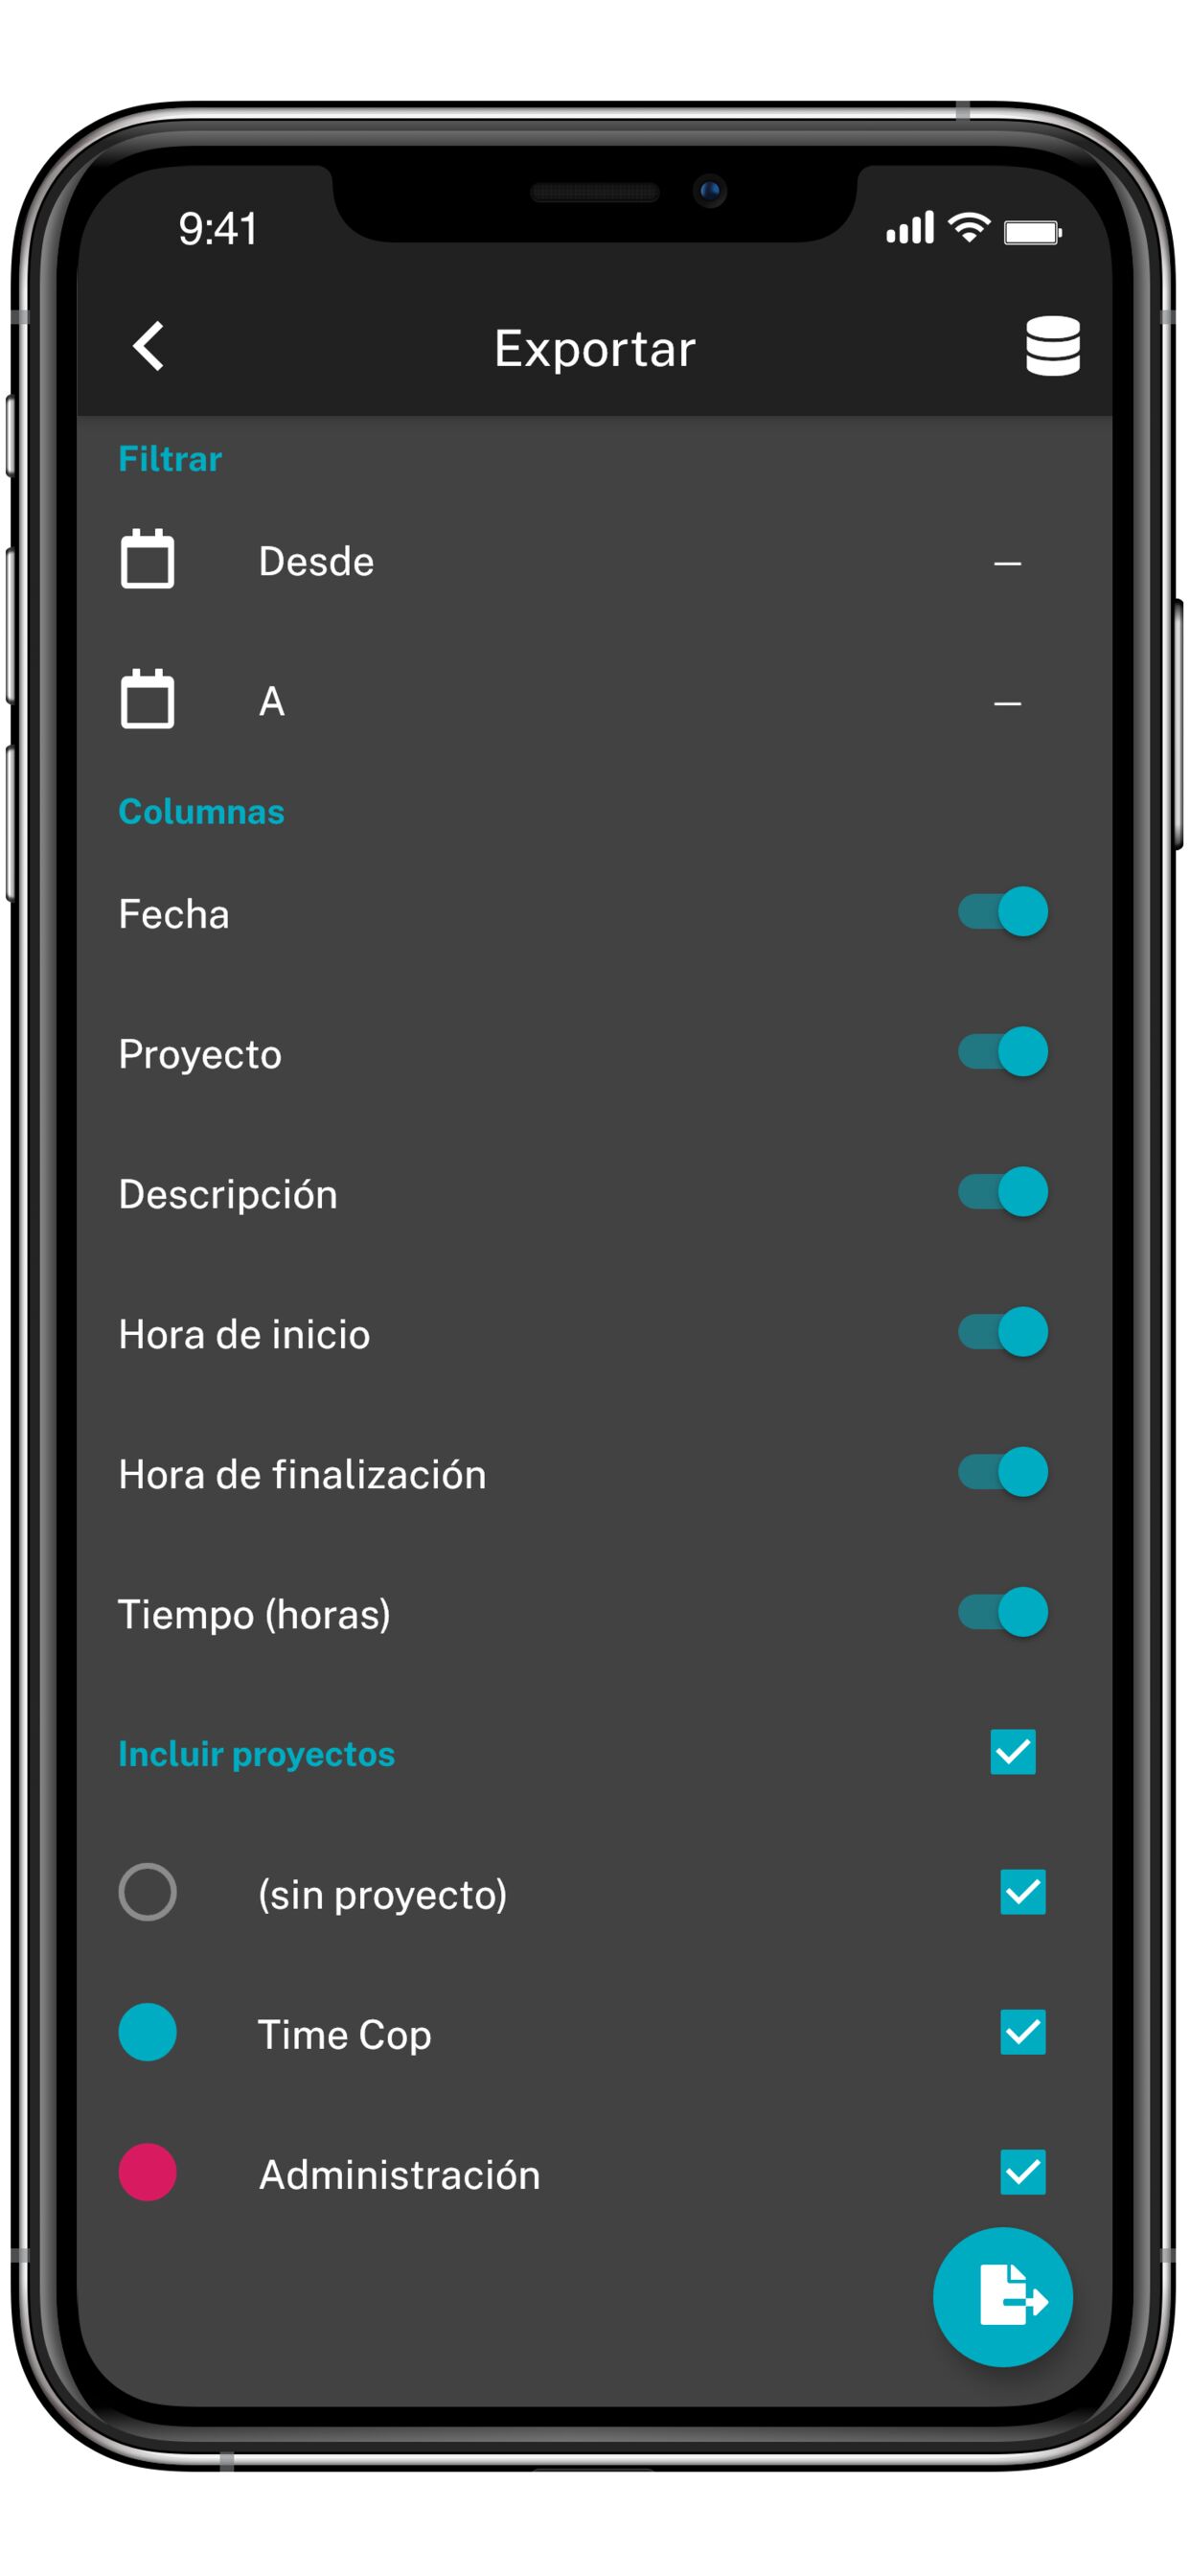 9:41
Exportar
Filtrar
Desde –
A –
Columnas
Fecha
Proyecto
Descripción
Hora de inicio
Hora de finalización
Tiempo (horas)
Incluir proyectos
(sin proyecto)
Time Cop
Administración